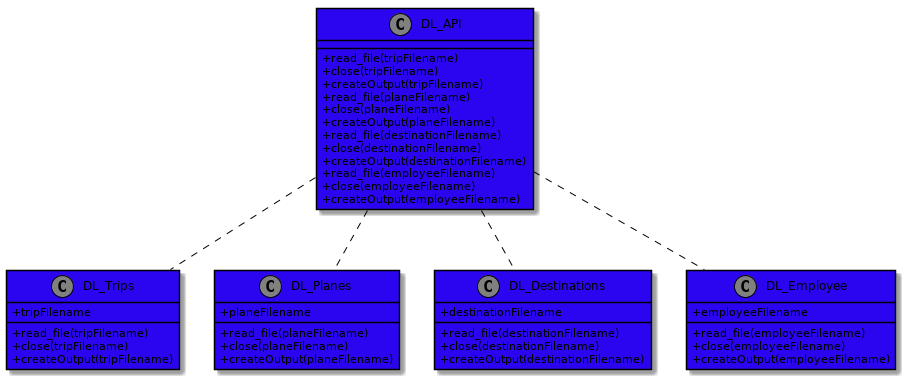 C DL_API
+read_file(tripFilename)
+close(tripFilename)
+createOutput(tripFilename)
+read_file(planeFilename)
+close(planeFilename)
+createOutput(planeFilename)
+read_file(destinationFilename)
+close(destinationFilename)
+createOutput(destinationFilename)
+read_file(employeeFilename)
+close(employeeFilename)
+createOutput(employeeFilename)
C DL_Trips
+tripFilename
+read_file(tripFilename)
+close(tripFilename)
+createOutput(tripFilename)
C DL_Planes
+planeFilename
+read_file(planeFilename)
+close(planeFilename)
+createOutput(planeFilename)
C DL_Destinations
+destinationFilename
+read_file(destinationFilename)
+close(destinationFilename)
+createOutput(destinationFilename)
C DL_Employee
+employeeFilename
+read_file(employeeFilename)
+close(employeeFilename)
+createOutput(employeeFilename)